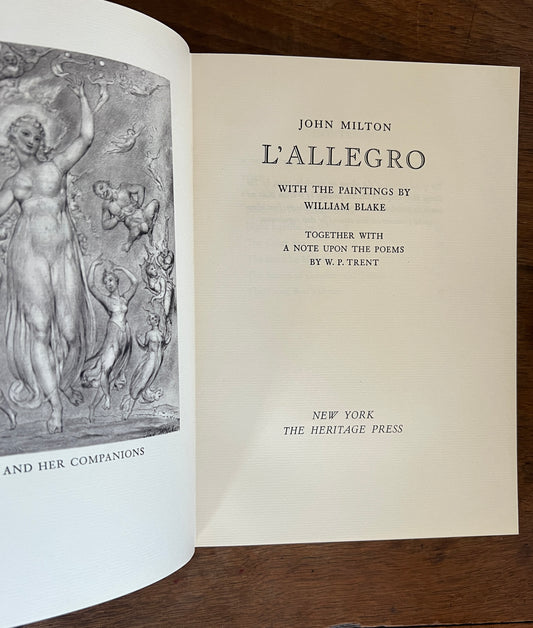 AND HER COMPANIONS
JOHN MILTON
L'ALLEGRO
WITH THE PAINTINGS BY
WILLIAM BLAKE
TOGETHER WITH
A NOTE UPON THE POEMS
BY W. P. TRENT
NEW YORK
THE HERITAGE PRESS